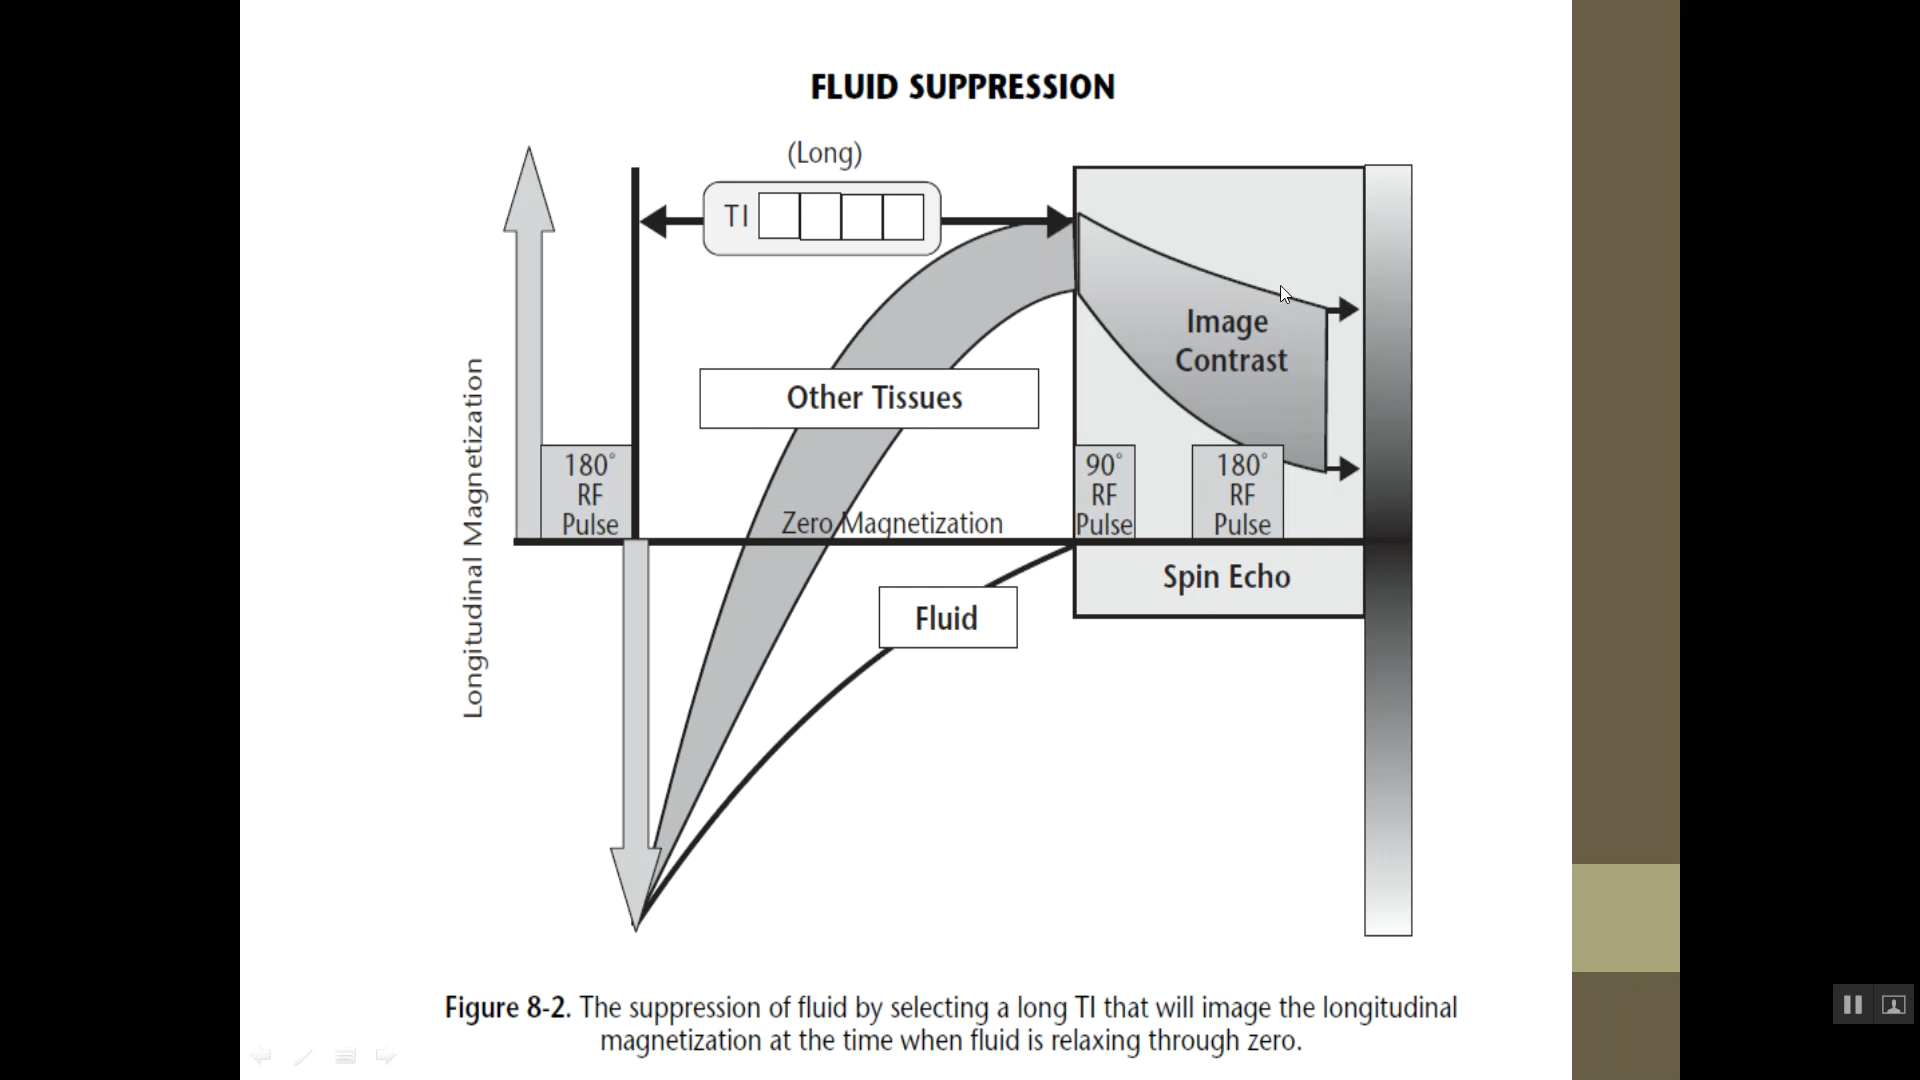 FLUID SUPPRESSION
(Long)
TI
Other Tissues
Image
Contrast
Longitudinal Magnetization
180°
RF
Pulse
Zero Magnetization
90°
RF
Pulse
180°
RF
Pulse
Fluid
Spin Echo
Figure 8-2. The suppression of fluid by selecting a long TI that will image the longitudinal
magnetization at the time when fluid is relaxing through zero.